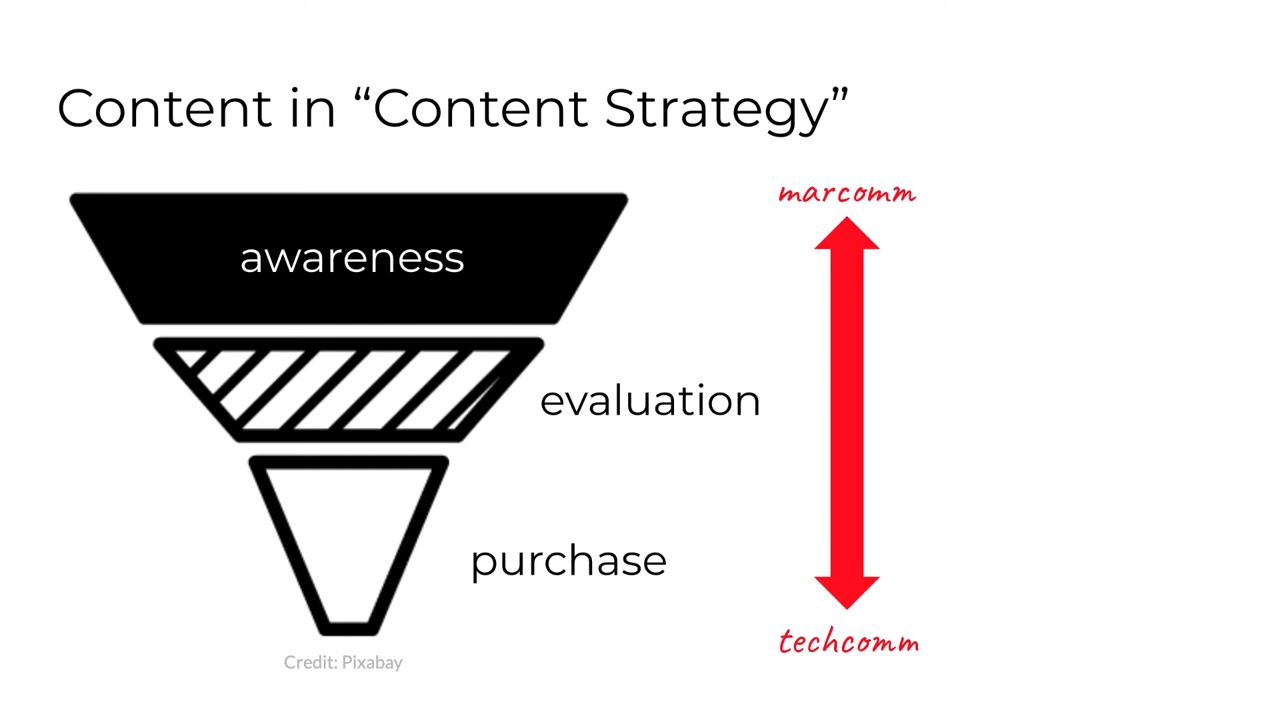 Content in “Content Strategy”
marcomm
awareness
evaluation
purchase
techcomm
Credit: Pixabay